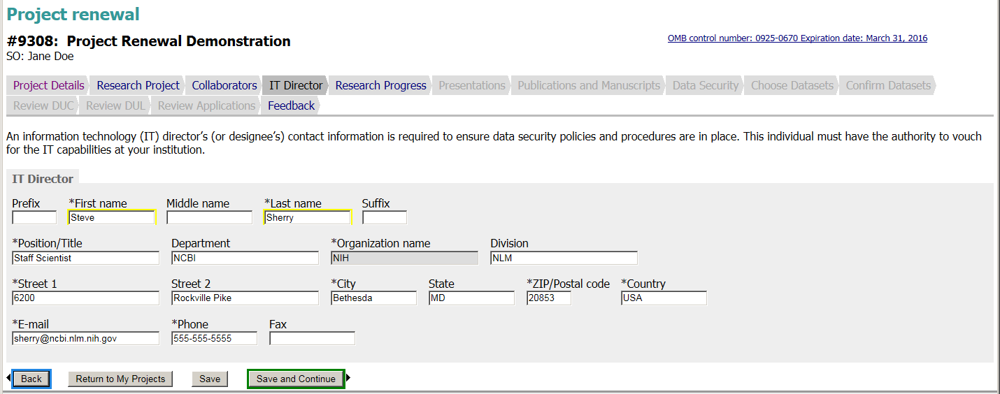 Project renewal
#9308: Project Renewal Demonstration
OMB control number: 0925-0670 Expiration date: March 31, 2016
SO: Jane Doe
Project Details Research Project Collaborators IT Director Research Progress Presentations Publications and Manuscripts Data Security Choose Datasets Confirm Datasets
Review DUC Review DUL Review Applications Feedback
An information technology (IT) director's (or designee's) contact information is required to ensure data security policies and procedures are in place. This individual must have the authority to vouch
for the IT capabilities at your institution.
IT Director
Prefix *First name Middle name *Last name Suffix
Steve Sherry
*Position/Title Department *Organization name Division
Staff Scientist NCBI NIH NLM
*Street 1 Street 2 *City State *ZIP/Postal code *Country
6200 Rockville Pike Bethesda MD 20853 USA
*E-mail *Phone Fax
sherry@ncbi.nlm.nih.gov 555-555-5555
Back Return to My Projects Save Save and Continue